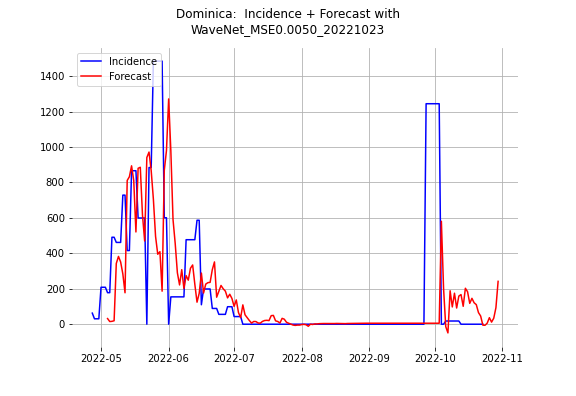 Dominica:  Incidence + Forecast with
WaveNet_MSE0.0050_20221023
Incidence
Forecast
1400
1200
1000
800
600
400
200
0
2022-05 2022-06 2022-07 2022-08 2022-09 2022-10 2022-11